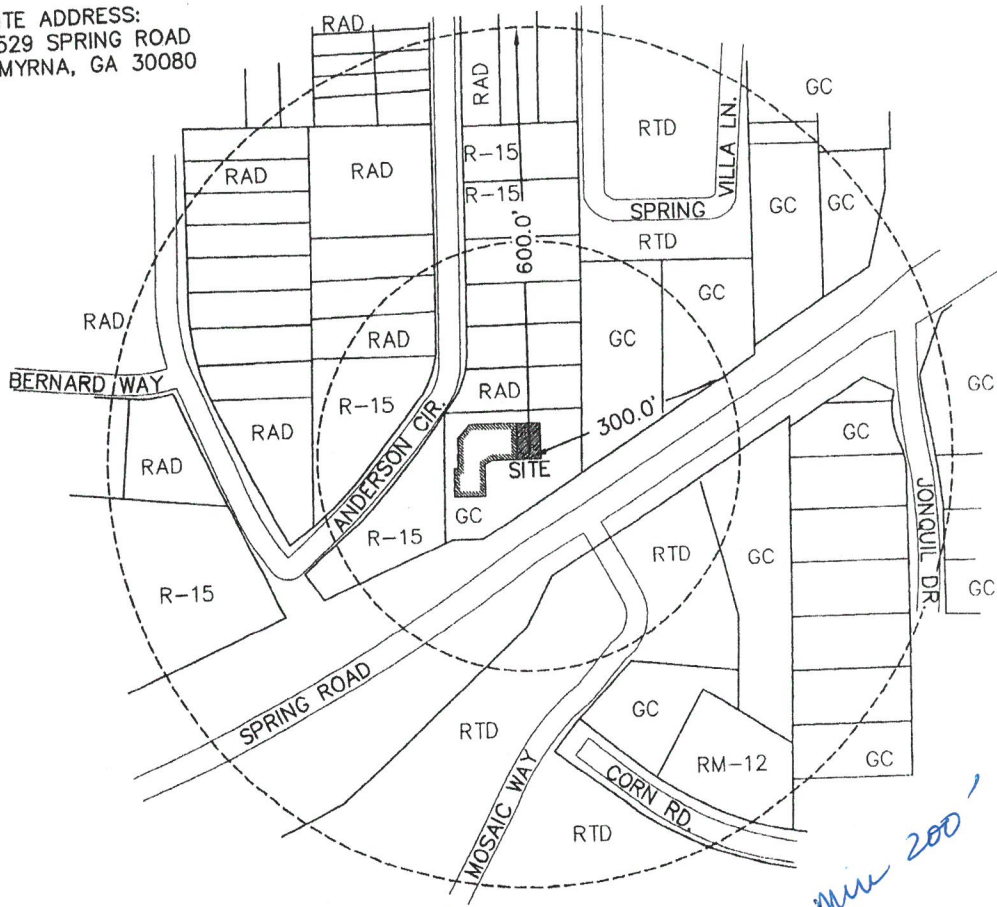 TE ADDRESS:
529 SPRING ROAD
MYRNA, GA 30080
RAD
GC
RAD
RTD
VILLA LN.
R-15
RAD
RAD
R-15
GC
GC
SPRING
RTD
600.0'
GC
RAD
RAD
GC
BERNARD WAY
R-15
RAD
300.0'
GC
ANDERSON CIR.
RAD
GC
RAD
SITE
GC
R-15
RTD
GC
JONQUIL DR.
R-15
GC
SPRING ROAD
RTD
GC
RM-12
GC
MOSAIC WAY
CORN RD.
RTD
min 200'